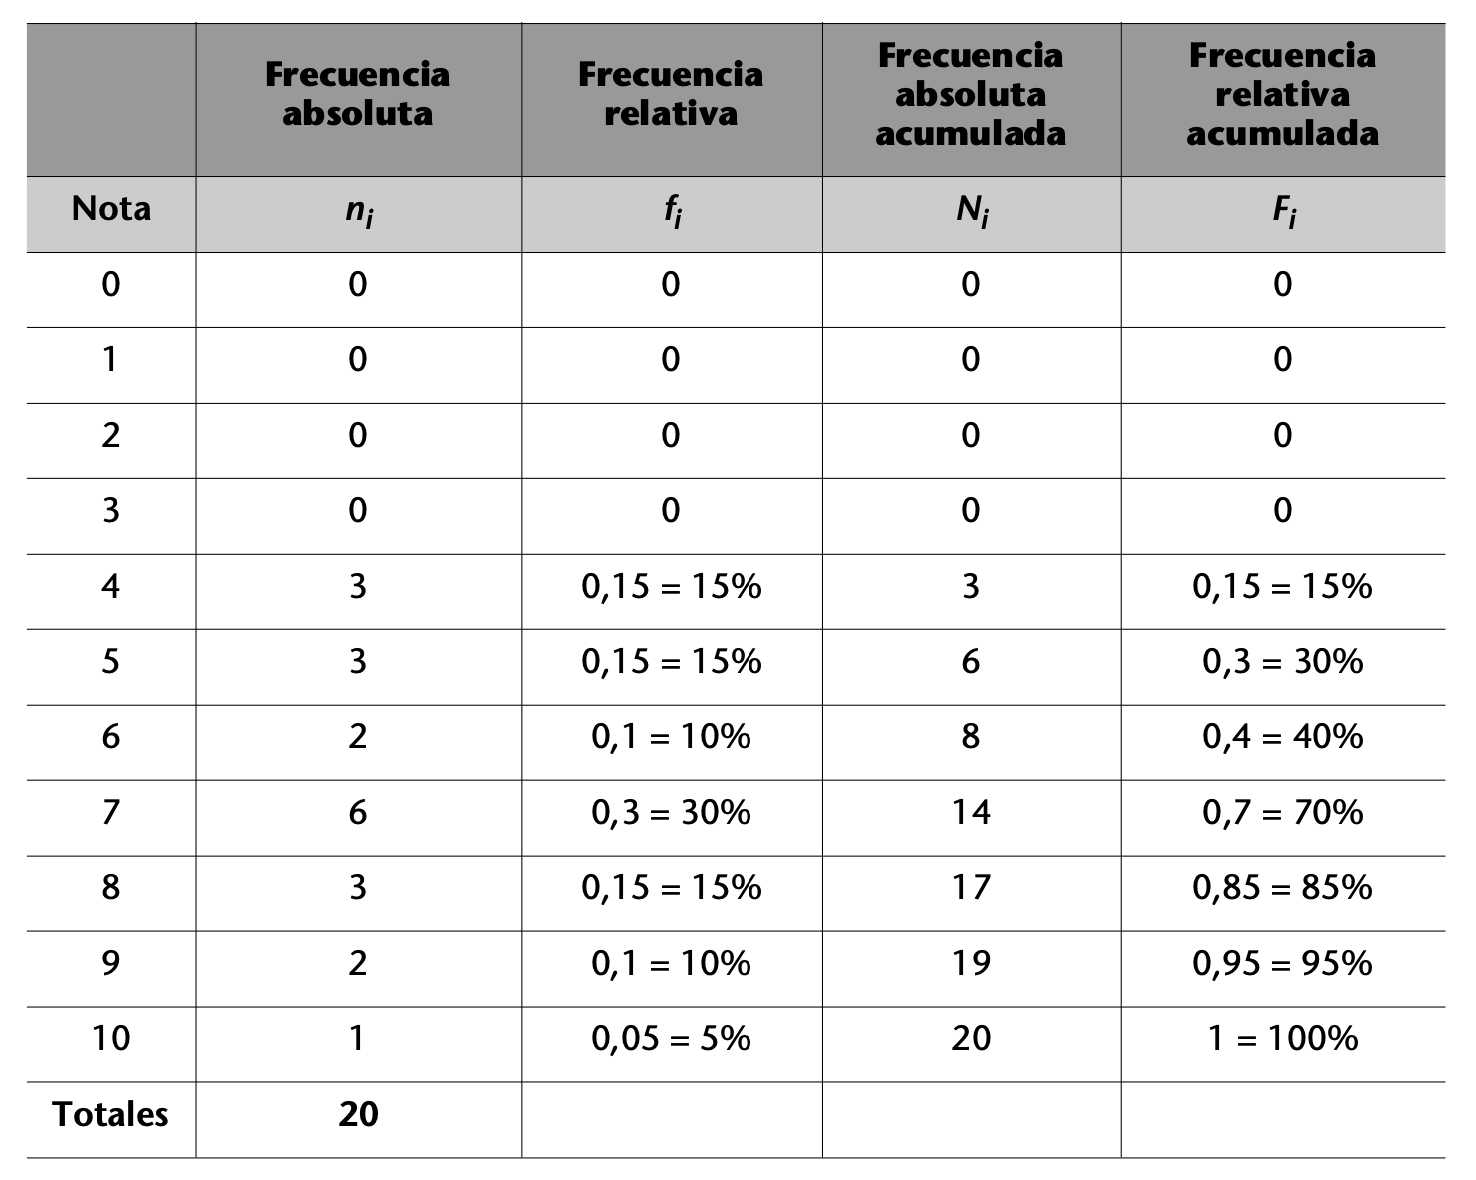 Frecuencia absoluta Frecuencia relativa Frecuencia absoluta acumulada Frecuencia relativa acumulada
Nota ni fi Ni Fi
0 0 0 0 0
1 0 0 0 0
2 0 0 0 0
3 0 0 0 0
4 3 0,15 = 15% 3 0,15 = 15%
5 3 0,15 = 15% 6 0,3 = 30%
6 2 0,1 = 10% 8 0,4 = 40%
7 6 0,3 = 30% 14 0,7 = 70%
8 3 0,15 = 15% 17 0,85 = 85%
9 2 0,1 = 10% 19 0,95 = 95%
10 1 0,05 = 5% 20 1 = 100%
Totales 20